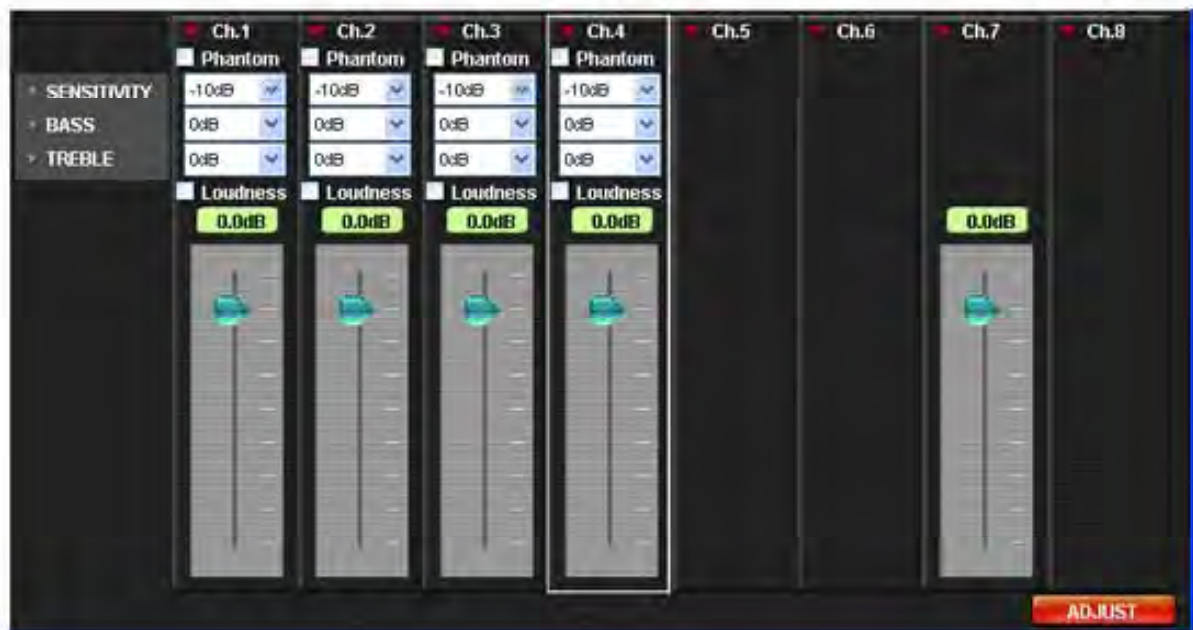 Ch.1 Ch.2 Ch.3 Ch.4 Ch.5 Ch.6 Ch.7 Ch.8
Phantom Phantom Phantom Phantom
SENSITIVITY -10dB -10dB -10dB -10dB
BASS 0dB 0dB 0dB 0dB
TREBLE 0dB 0dB 0dB 0dB
Loudness Loudness Loudness Loudness
0.0dB 0.0dB 0.0dB 0.0dB 0.0dB
ADJUST